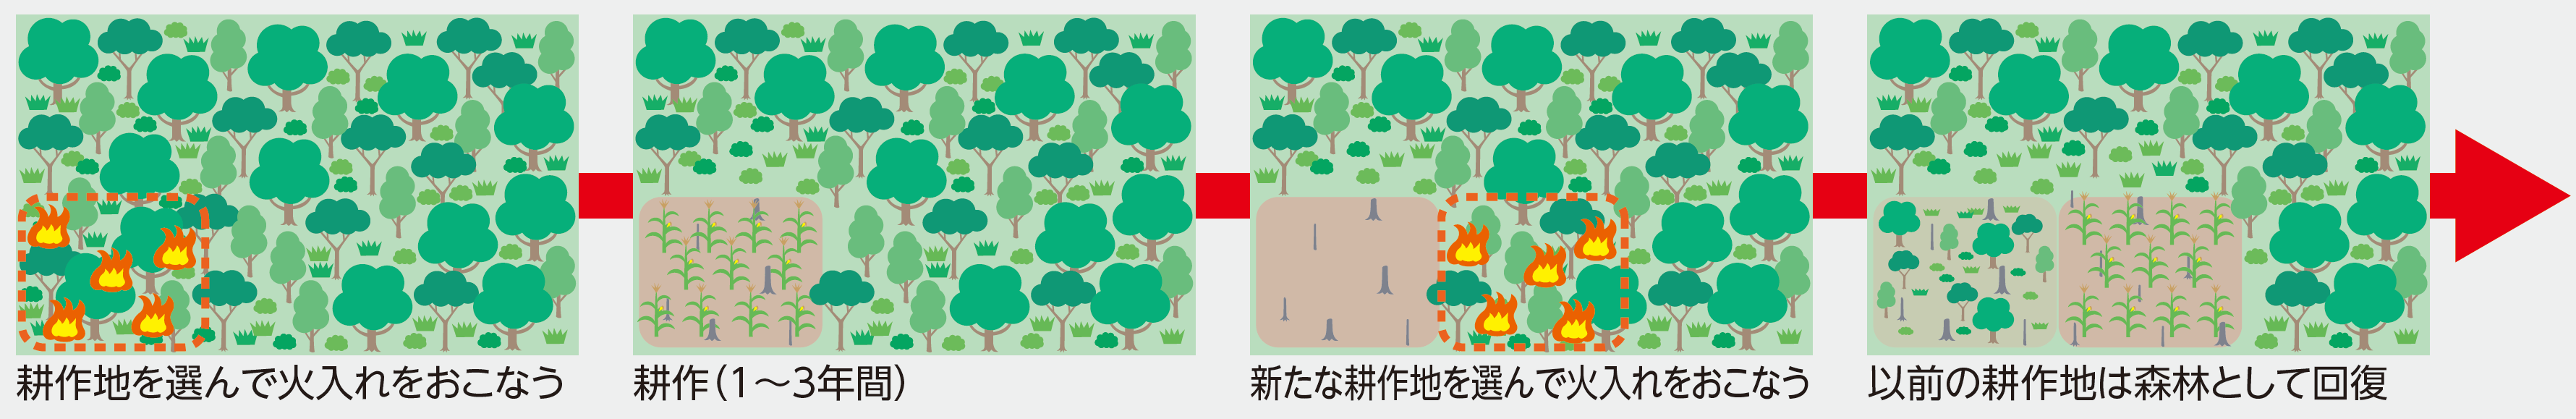 耕作地を選んで火入れをおこなう
耕作（1〜3年間）
新たな耕作地を選んで火入れをおこなう
以前の耕作地は森林として回復